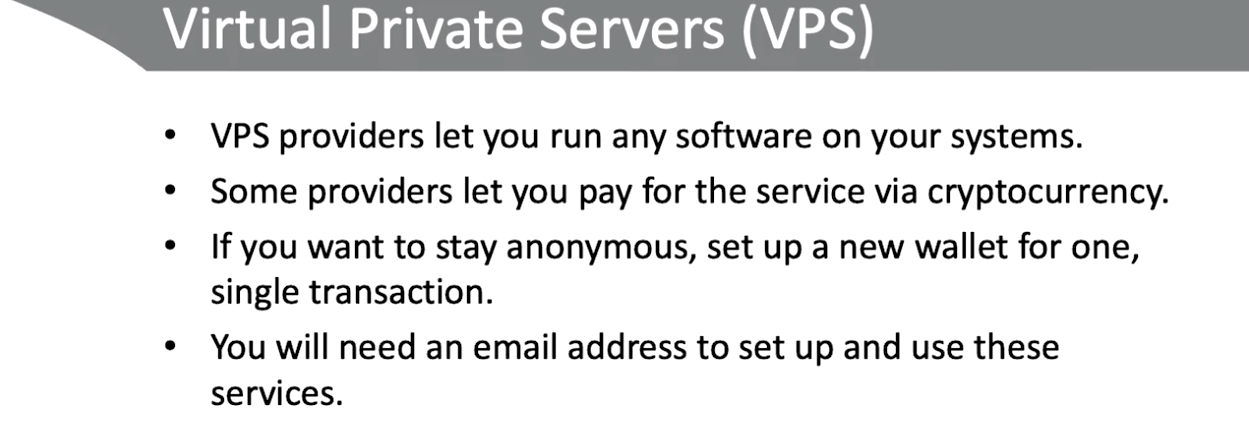 Virtual Private Servers (VPS)
• VPS providers let you run any software on your systems.
• Some providers let you pay for the service via cryptocurrency.
• If you want to stay anonymous, set up a new wallet for one,
single transaction.
• You will need an email address to set up and use these
services.